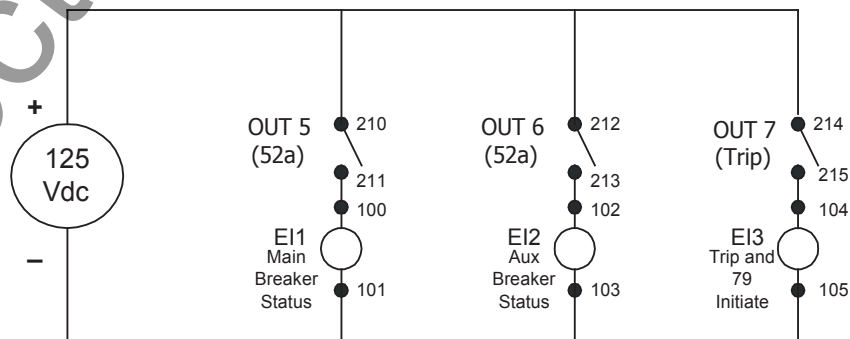 +
125
Vdc
–
OUT 5
(52a)
210
211
100
EI1
Main
Breaker
Status
101
OUT 6
(52a)
212
213
102
EI2
Aux
Breaker
Status
103
OUT 7
(Trip)
214
215
104
EI3
Trip and
79
Initiate
105